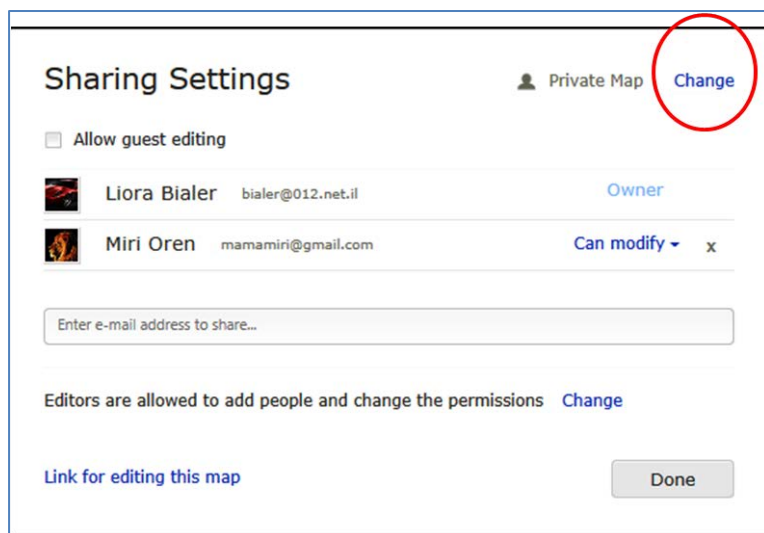 Sharing Settings Private Map Change
Allow guest editing
Liora Bialer bialer@012.net.il Owner
Miri Oren mamamiri@gmail.com Can modify x
Enter e-mail address to share...
Editors are allowed to add people and change the permissions Change
Link for editing this map Done